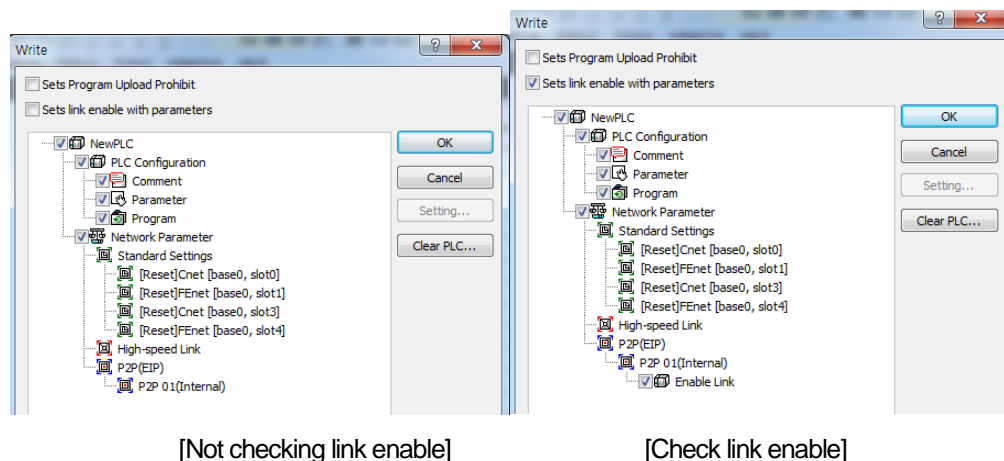 Write
Sets Program Upload Prohibit
Sets link enable with parameters
NewPLC
PLC Configuration
Comment
Parameter
Program
Network Parameter
Standard Settings
[Reset]Cnet [base0, slot0]
[Reset]FEnet [base0, slot1]
[Reset]Cnet [base0, slot3]
[Reset]FEnet [base0, slot4]
High-speed Link
P2P(EIP)
P2P 01(Internal)
OK
Cancel
Setting...
Clear PLC...
[Not checking link enable]
Write
Sets Program Upload Prohibit
Sets link enable with parameters
NewPLC
PLC Configuration
Comment
Parameter
Program
Network Parameter
Standard Settings
[Reset]Cnet [base0, slot0]
[Reset]FEnet [base0, slot1]
[Reset]Cnet [base0, slot3]
[Reset]FEnet [base0, slot4]
High-speed Link
P2P(EIP)
P2P 01(Internal)
Enable Link
OK
Cancel
Setting...
Clear PLC...
[Check link enable]